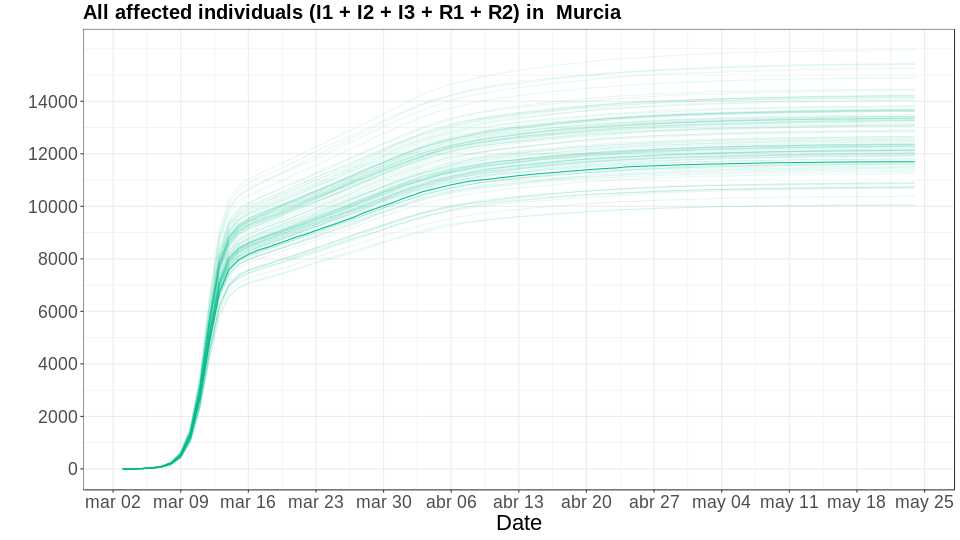 All affected individuals (I1 + I2 + I3 + R1 + R2) in  Murcia
14000
12000
10000
8000
6000
4000
2000
0
mar 02 mar 09 mar 16 mar 23 mar 30 abr 06 abr 13 abr 20 abr 27 may 04 may 11 may 18 may 25
Date